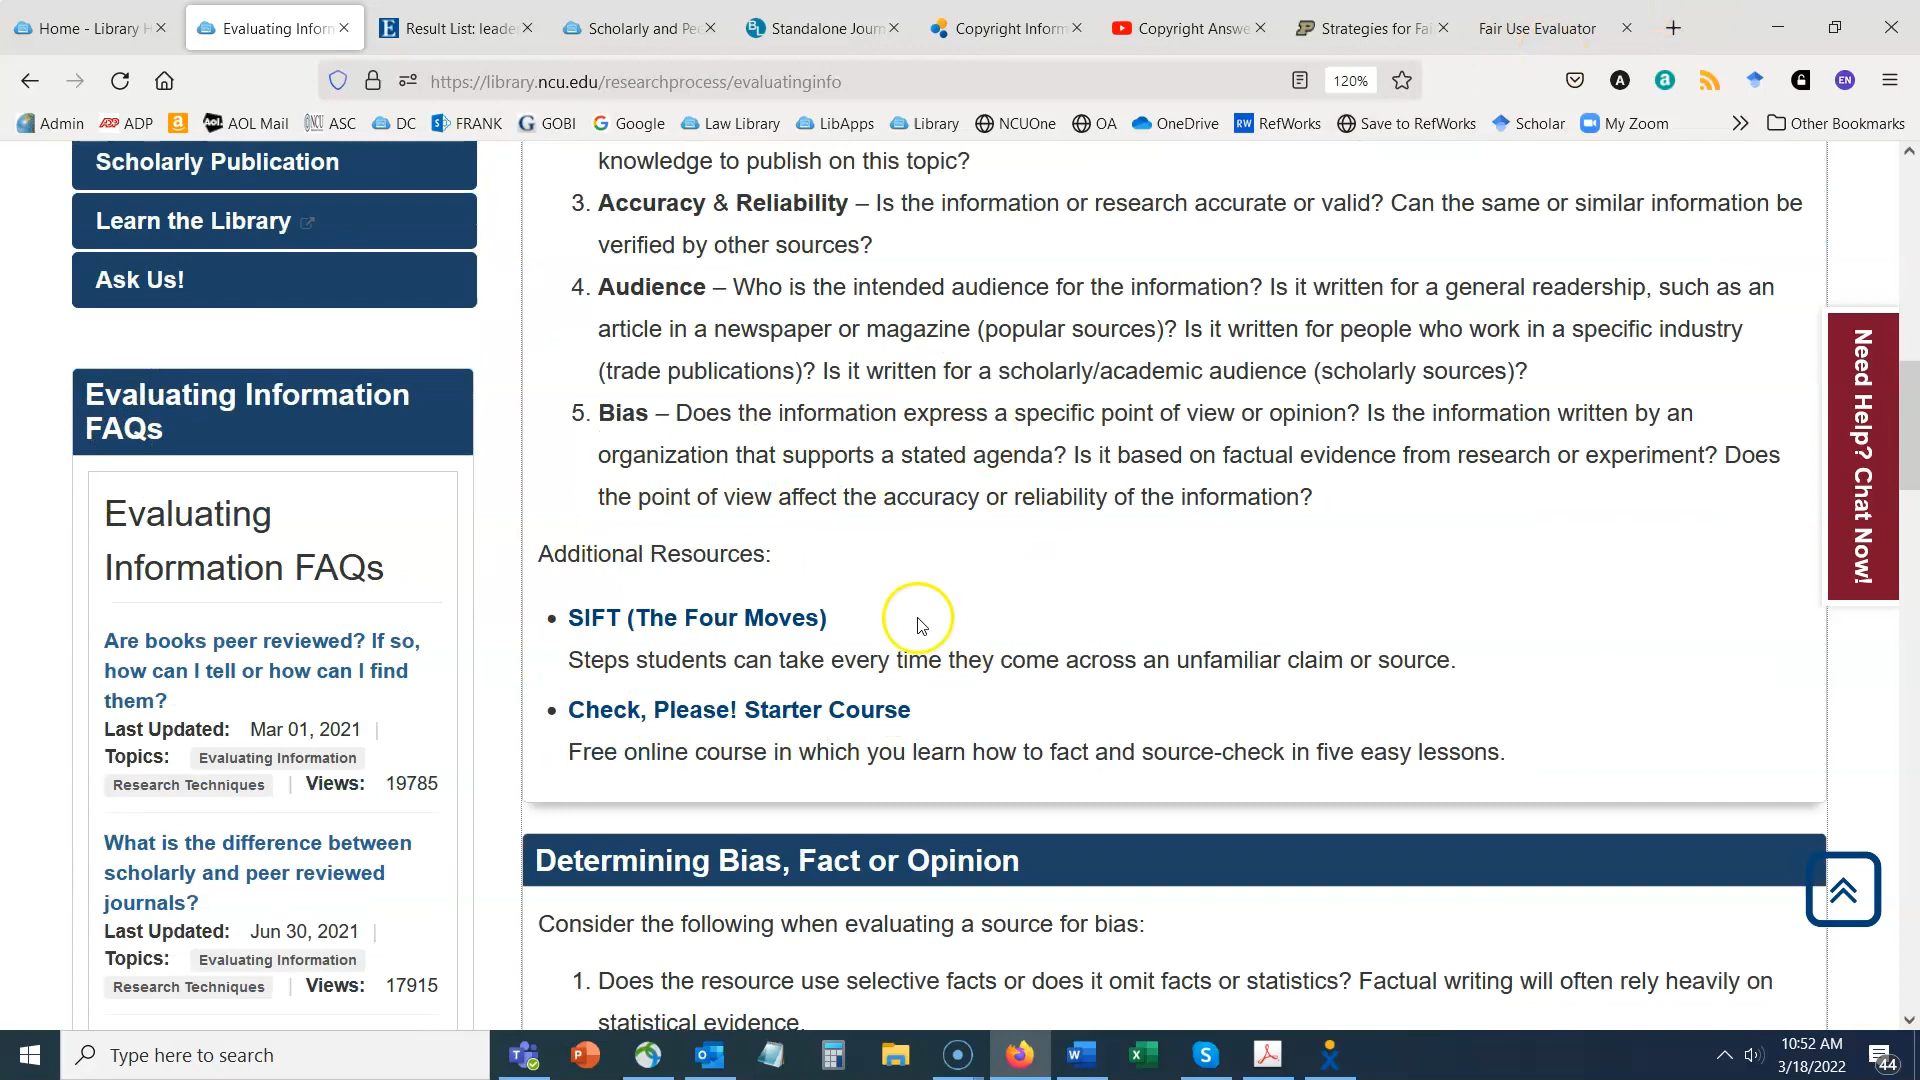 Home - Library H
Evaluating Inform
Result List: leade
Scholarly and Pe
Standalone Journ
Copyright Inform
Copyright Answe
Strategies for Fai
Fair Use Evaluator
https://library.ncu.edu/researchprocess/evaluatinginfo
120%
A
a
EN
Admin
ADP
AOL Mail
ASC
DC
FRANK
GOBI
Google
Law Library
LibApps
Library
NCUOne
OA
OneDrive
RefWorks
Save to RefWorks
Scholar
My Zoom
Other Bookmarks
Scholarly Publication
Learn the Library
Ask Us!
Evaluating Information
FAQs
Evaluating
Information FAQs
Are books peer reviewed? If so,
how can I tell or how can I find
them?
Last Updated: Mar 01, 2021 |
Topics: Evaluating Information
Research Techniques | Views: 19785
What is the difference between
scholarly and peer reviewed
journals?
Last Updated: Jun 30, 2021 |
Topics: Evaluating Information
Research Techniques | Views: 17915
knowledge to publish on this topic?
3. Accuracy & Reliability – Is the information or research accurate or valid? Can the same or similar information be
verified by other sources?
4. Audience – Who is the intended audience for the information? Is it written for a general readership, such as an
article in a newspaper or magazine (popular sources)? Is it written for people who work in a specific industry
(trade publications)? Is it written for a scholarly/academic audience (scholarly sources)?
5. Bias – Does the information express a specific point of view or opinion? Is the information written by an
organization that supports a stated agenda? Is it based on factual evidence from research or experiment? Does
the point of view affect the accuracy or reliability of the information?
Additional Resources:
• SIFT (The Four Moves)
Steps students can take every time they come across an unfamiliar claim or source.
• Check, Please! Starter Course
Free online course in which you learn how to fact and source-check in five easy lessons.
Determining Bias, Fact or Opinion
Consider the following when evaluating a source for bias:
1. Does the resource use selective facts or does it omit facts or statistics? Factual writing will often rely heavily on
statistical evidence.
Need Help? Chat Now!
Type here to search
10:52 AM
3/18/2022
44